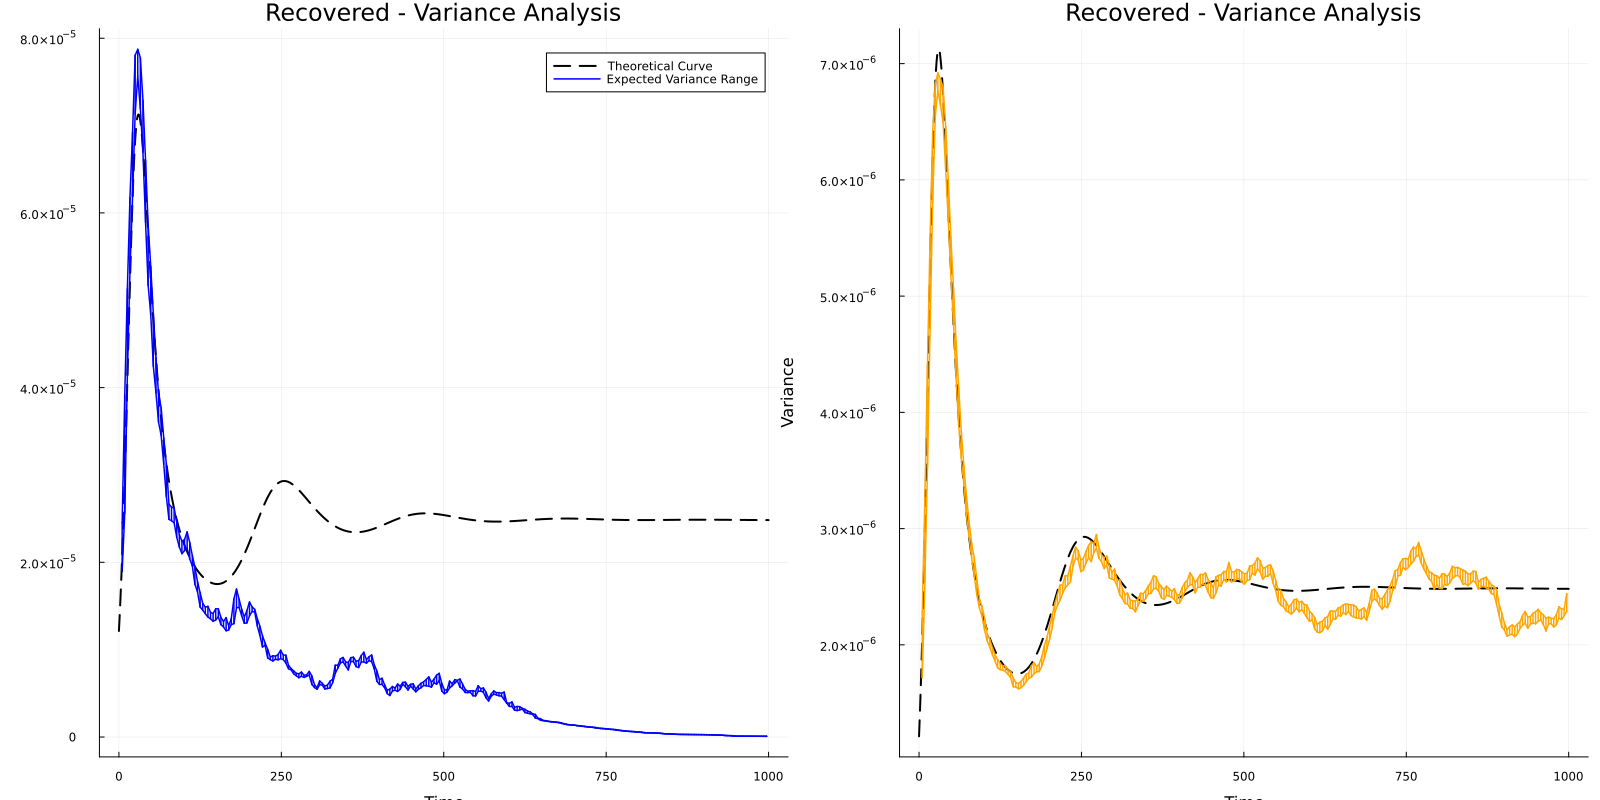 Recovered - Variance Analysis
8.0×10⁻⁵
6.0×10⁻⁵
4.0×10⁻⁵
2.0×10⁻⁵
0
Theoretical Curve
Expected Variance Range
0 250 500 750 1000
Time
Recovered - Variance Analysis
Variance
7.0×10⁻⁶
6.0×10⁻⁶
5.0×10⁻⁶
4.0×10⁻⁶
3.0×10⁻⁶
2.0×10⁻⁶
0 250 500 750 1000
Time